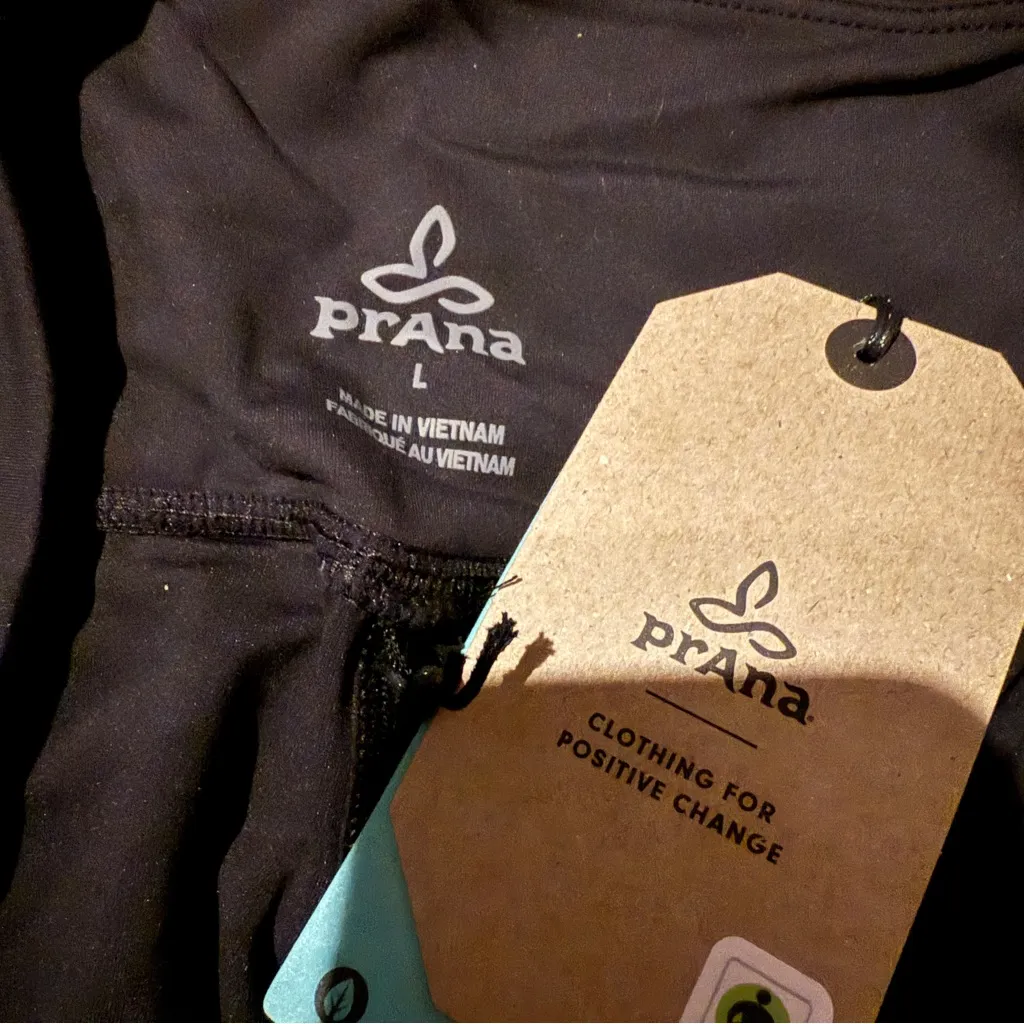 prAna
L
MADE IN VIETNAM
FABRIQUÉ AU VIETNAM
prAna
CLOTHING FOR
POSITIVE CHANGE